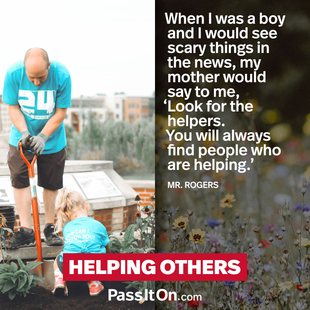 When I was a boy
and I would see
scary things in
the news, my
mother would
say to me,
‘Look for the
helpers.
You will always
find people who
are helping.’
MR. ROGERS
24
HELPING OTHERS
PassItOn.com